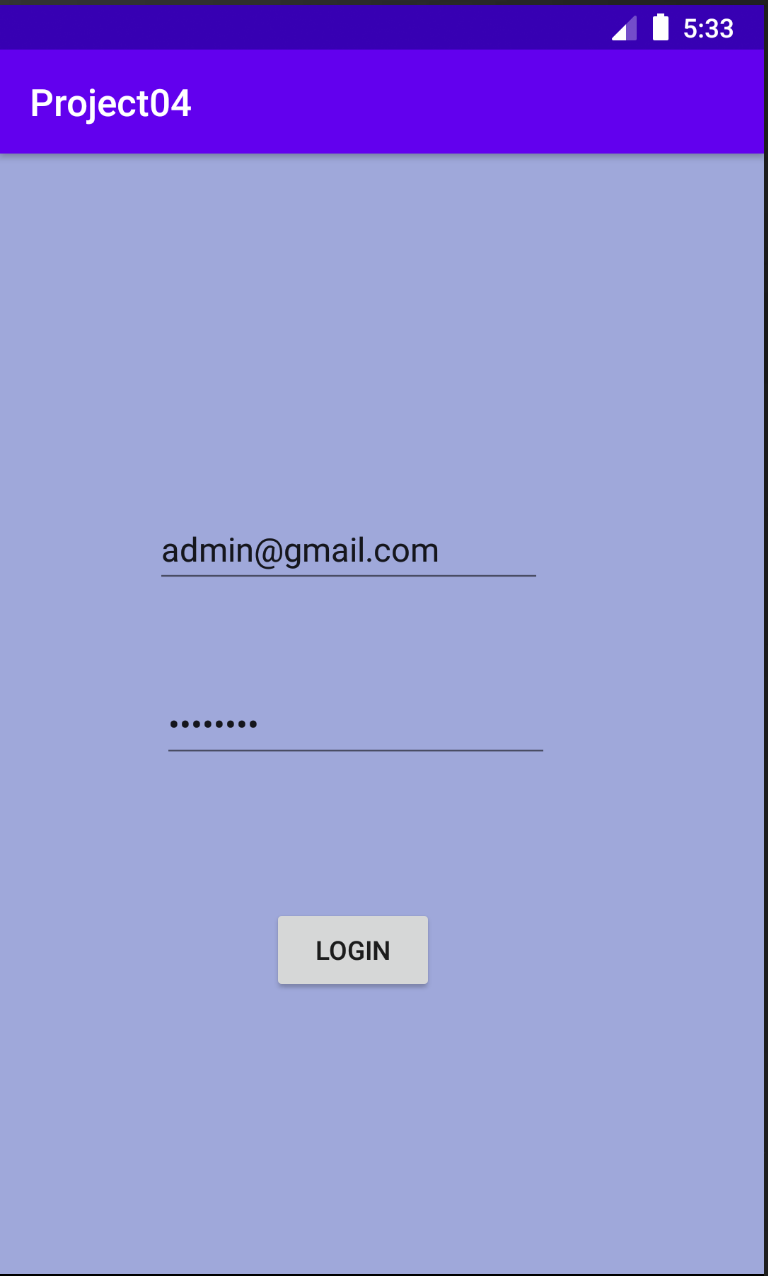 5:33
Project04
admin@gmail.com
••••••••
LOGIN